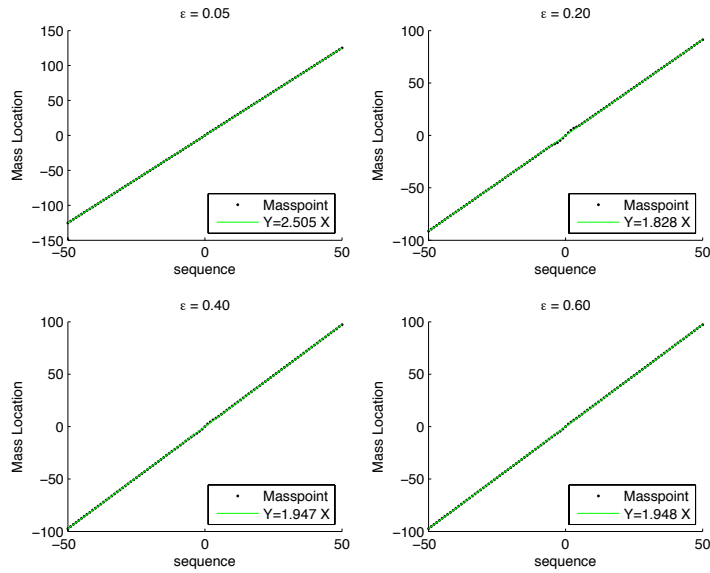 ε = 0.05
150
100
50
0
−50
−100
−150
−50
0
50
Mass Location
sequence
Masspoint
Y=2.505 X
ε = 0.20
100
50
0
−50
−100
−50
0
50
Mass Location
sequence
Masspoint
Y=1.828 X
ε = 0.40
100
50
0
−50
−100
−50
0
50
Mass Location
sequence
Masspoint
Y=1.947 X
ε = 0.60
100
50
0
−50
−100
−50
0
50
Mass Location
sequence
Masspoint
Y=1.948 X